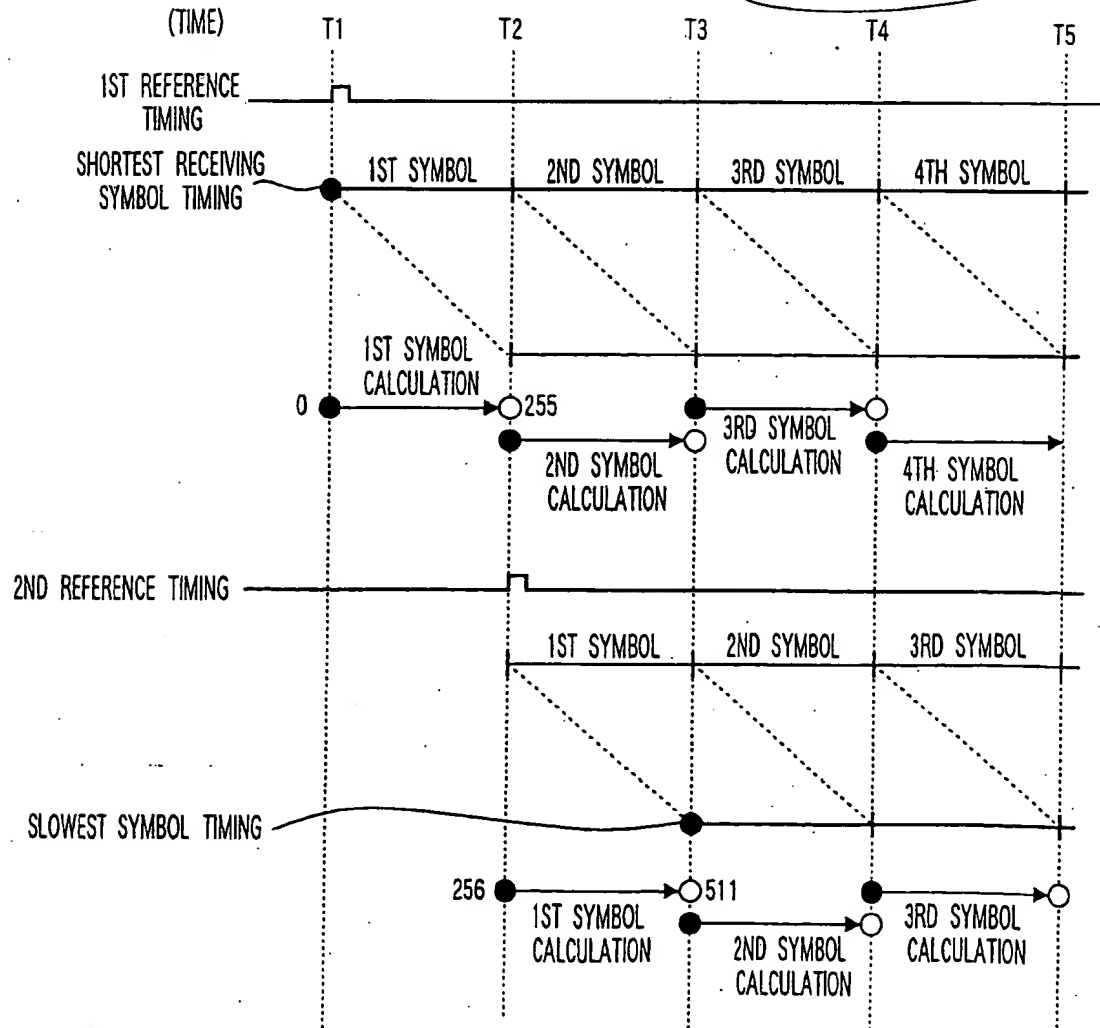 (TIME) T1 T2 T3 T4 T5
1ST REFERENCE
TIMING
SHORTEST RECEIVING
SYMBOL TIMING
1ST SYMBOL 2ND SYMBOL 3RD SYMBOL 4TH SYMBOL
1ST SYMBOL
CALCULATION
0 255
2ND SYMBOL
CALCULATION
3RD SYMBOL
CALCULATION
4TH SYMBOL
CALCULATION
2ND REFERENCE TIMING
1ST SYMBOL 2ND SYMBOL 3RD SYMBOL
SLOWEST SYMBOL TIMING
256 511
1ST SYMBOL
CALCULATION
2ND SYMBOL
CALCULATION
3RD SYMBOL
CALCULATION